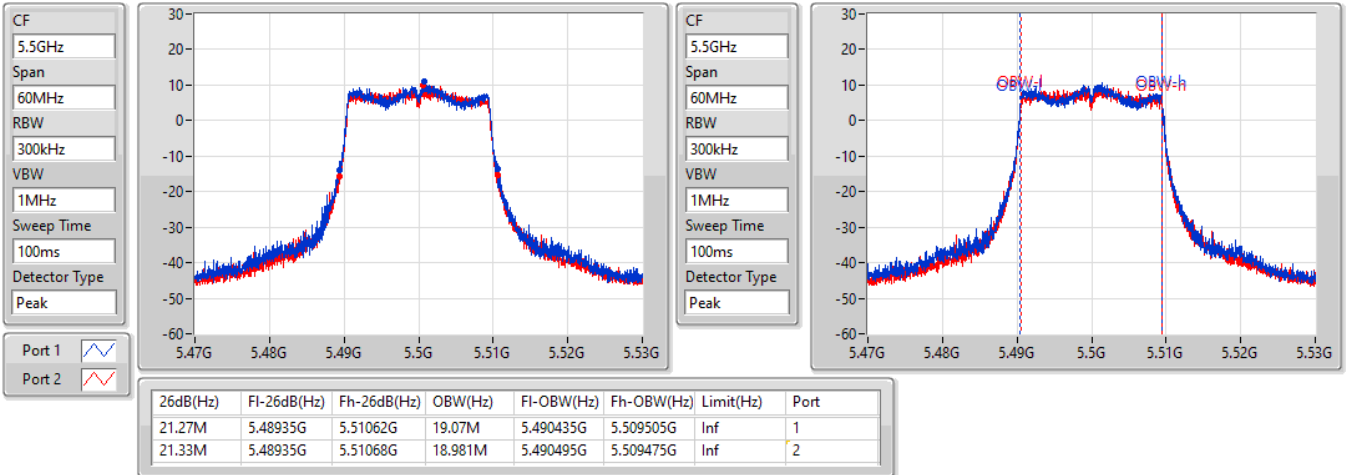 CF
5.5GHz
Span
60MHz
RBW
300kHz
VBW
1MHz
Sweep Time
100ms
Detector Type
Peak
30
20
10
0
-10
-20
-30
-40
-50
-60
5.47G 5.48G 5.49G 5.5G 5.51G 5.52G 5.53G
CF
5.5GHz
Span
60MHz
RBW
300kHz
VBW
1MHz
Sweep Time
100ms
Detector Type
Peak
30
20
10
0
-10
-20
-30
-40
-50
-60
OBW-l OBW-h
5.47G 5.48G 5.49G 5.5G 5.51G 5.52G 5.53G
Port 1
Port 2
26dB(Hz) Fl-26dB(Hz) Fh-26dB(Hz) OBW(Hz) Fl-OBW(Hz) Fh-OBW(Hz) Limit(Hz) Port
21.27M 5.48935G 5.51062G 19.07M 5.490435G 5.509505G Inf 1
21.33M 5.48935G 5.51068G 18.981M 5.490495G 5.509475G Inf 2